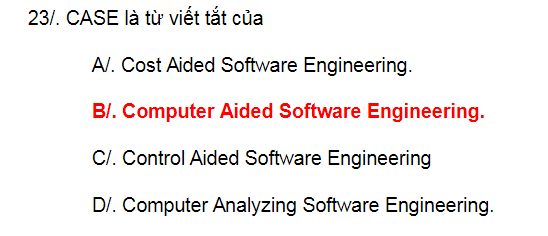 23/. CASE là từ viết tắt của
A/. Cost Aided Software Engineering.
B/. Computer Aided Software Engineering.
C/. Control Aided Software Engineering
D/. Computer Analyzing Software Engineering.